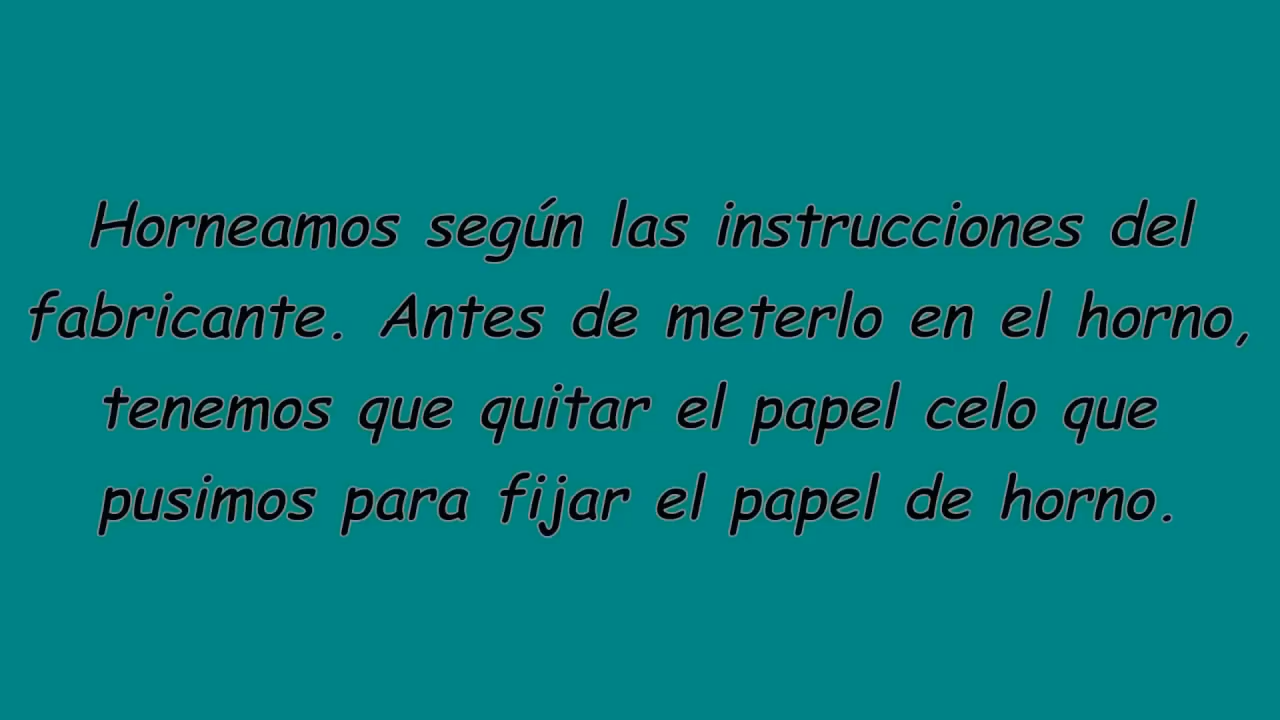 Horneamos según las instrucciones del
fabricante. Antes de meterlo en el horno,
tenemos que quitar el papel celo que
pusimos para fijar el papel de horno.